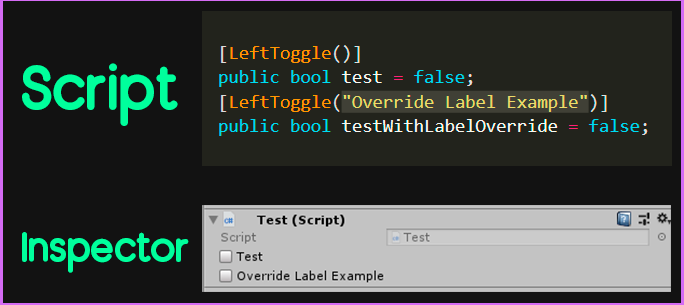 Script
[LeftToggle()]
public bool test = false;
[LeftToggle("Override Label Example")]
public bool testWithLabelOverride = false;
Inspector
Test (Script)
Script Test
Test
Override Label Example